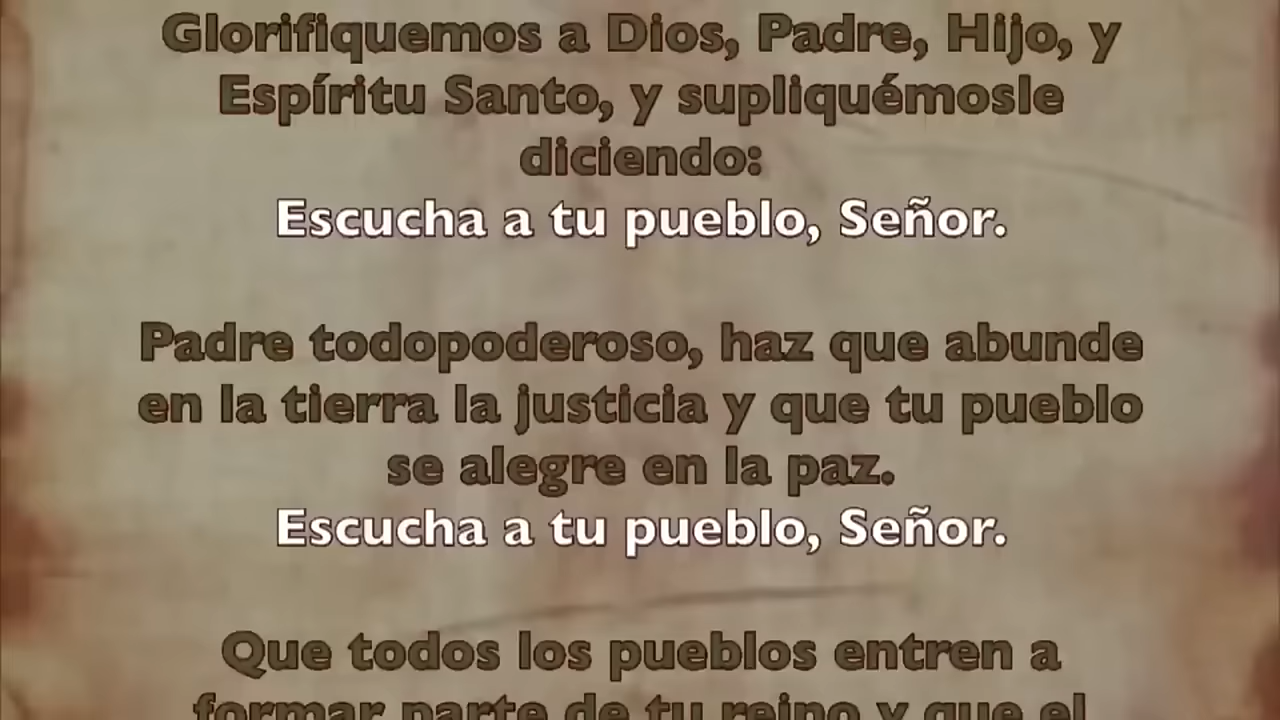 Glorifiquemos a Dios, Padre, Hijo, y
Espíritu Santo, y supliquémosle
diciendo:
Escucha a tu pueblo, Señor.
Padre todopoderoso, haz que abunde
en la tierra la justicia y que tu pueblo
se alegre en la paz.
Escucha a tu pueblo, Señor.
Que todos los pueblos entren a
formar parte de tu reino y que el